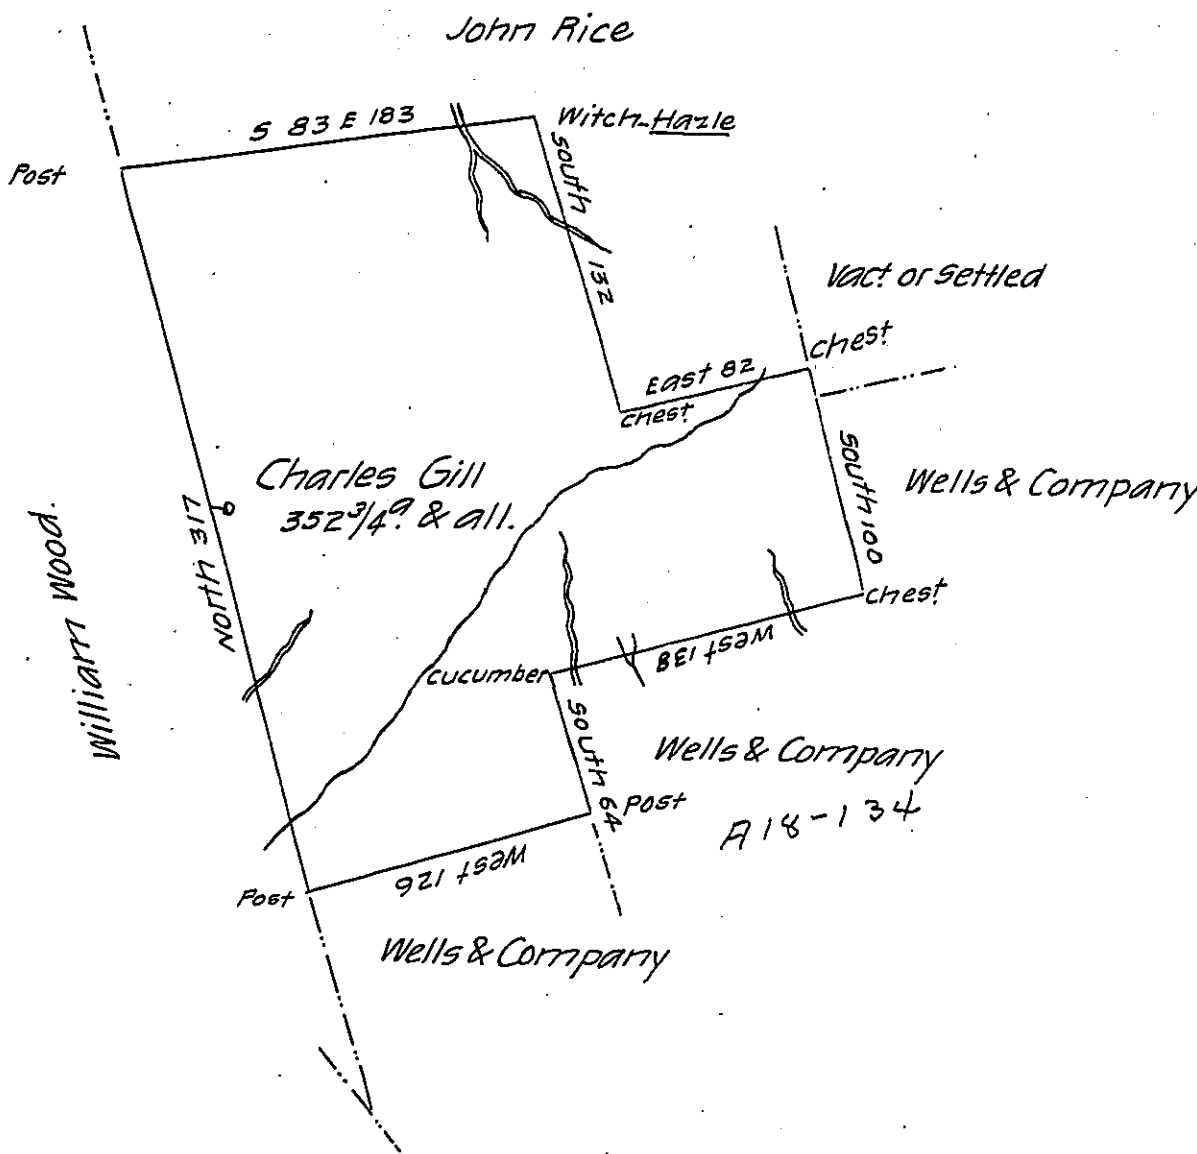 John Rice
S 83 E 183
Witch-Hazle
Post
South 132
Vact or Settled
chest
East 82
chest
Charles Gill
352 3/4 a. & all.
South 100
Wells & Company
North 317
William Wood.
chest
West 138
cucumber
South 64
Wells & Company
Post
A18-134
West 126
Post
Wells & Company